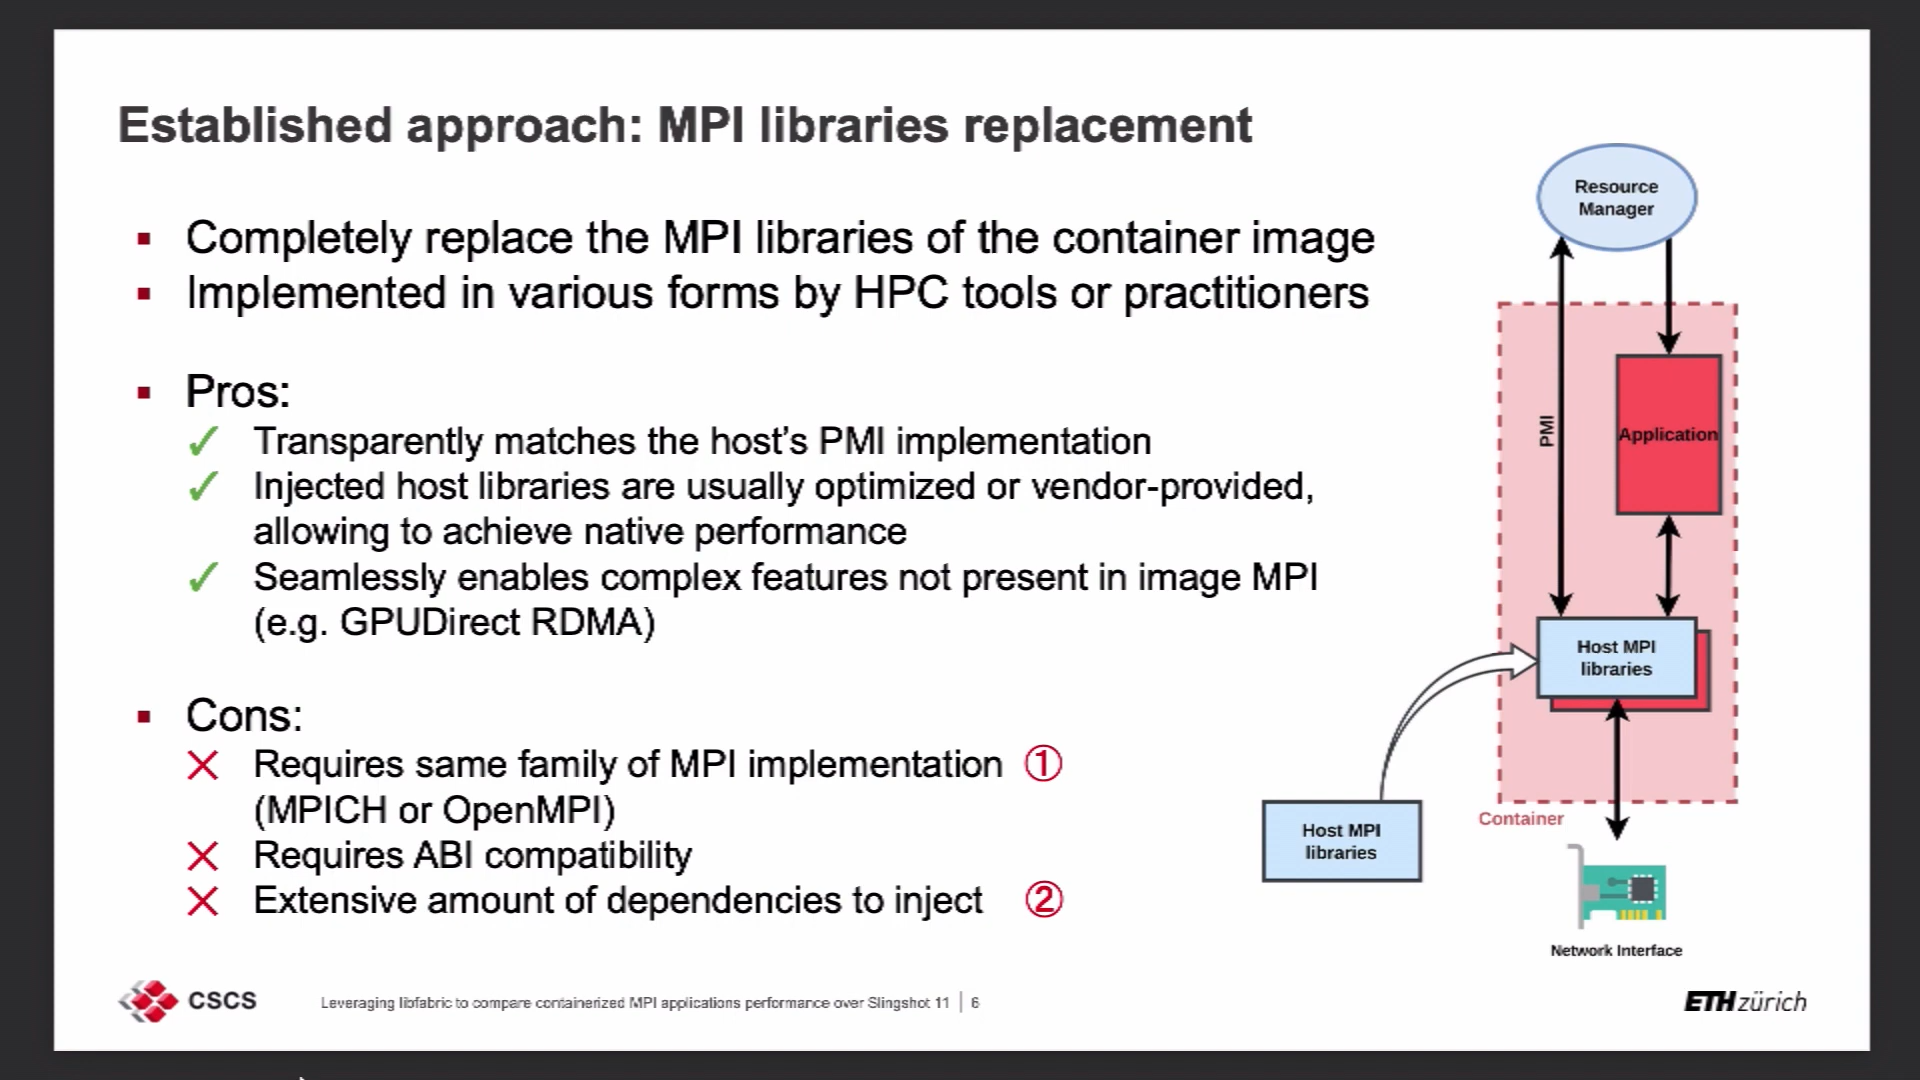 Established approach: MPI libraries replacement
Completely replace the MPI libraries of the container image
Implemented in various forms by HPC tools or practitioners
Pros:
Transparently matches the host's PMI implementation
Injected host libraries are usually optimized or vendor-provided,
allowing to achieve native performance
Seamlessly enables complex features not present in image MPI
(e.g. GPUDirect RDMA)
Cons:
Requires same family of MPI implementation ①
(MPICH or OpenMPI)
Requires ABI compatibility
Extensive amount of dependencies to inject ②
Resource
Manager
PMI
Application
Host MPI
libraries
Host MPI
libraries
Container
Network Interface
CSCS
Leveraging libfabric to compare containerized MPI applications performance over Slingshot 11 | 6
ETH zürich